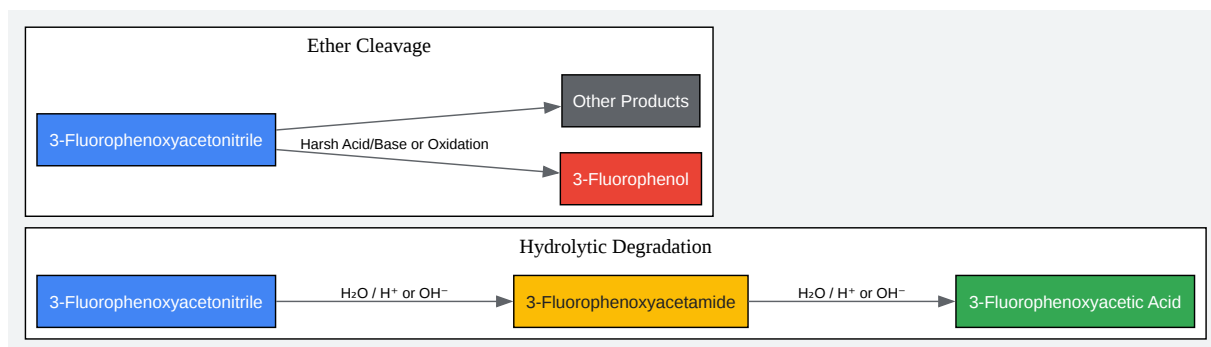 Ether Cleavage
Other Products
3-Fluorophenoxyacetonitrile
Harsh Acid/Base or Oxidation
3-Fluorophenol
Hydrolytic Degradation
3-Fluorophenoxyacetonitrile
H₂O / H⁺ or OH⁻
3-Fluorophenoxyacetamide
H₂O / H⁺ or OH⁻
3-Fluorophenoxyacetic Acid